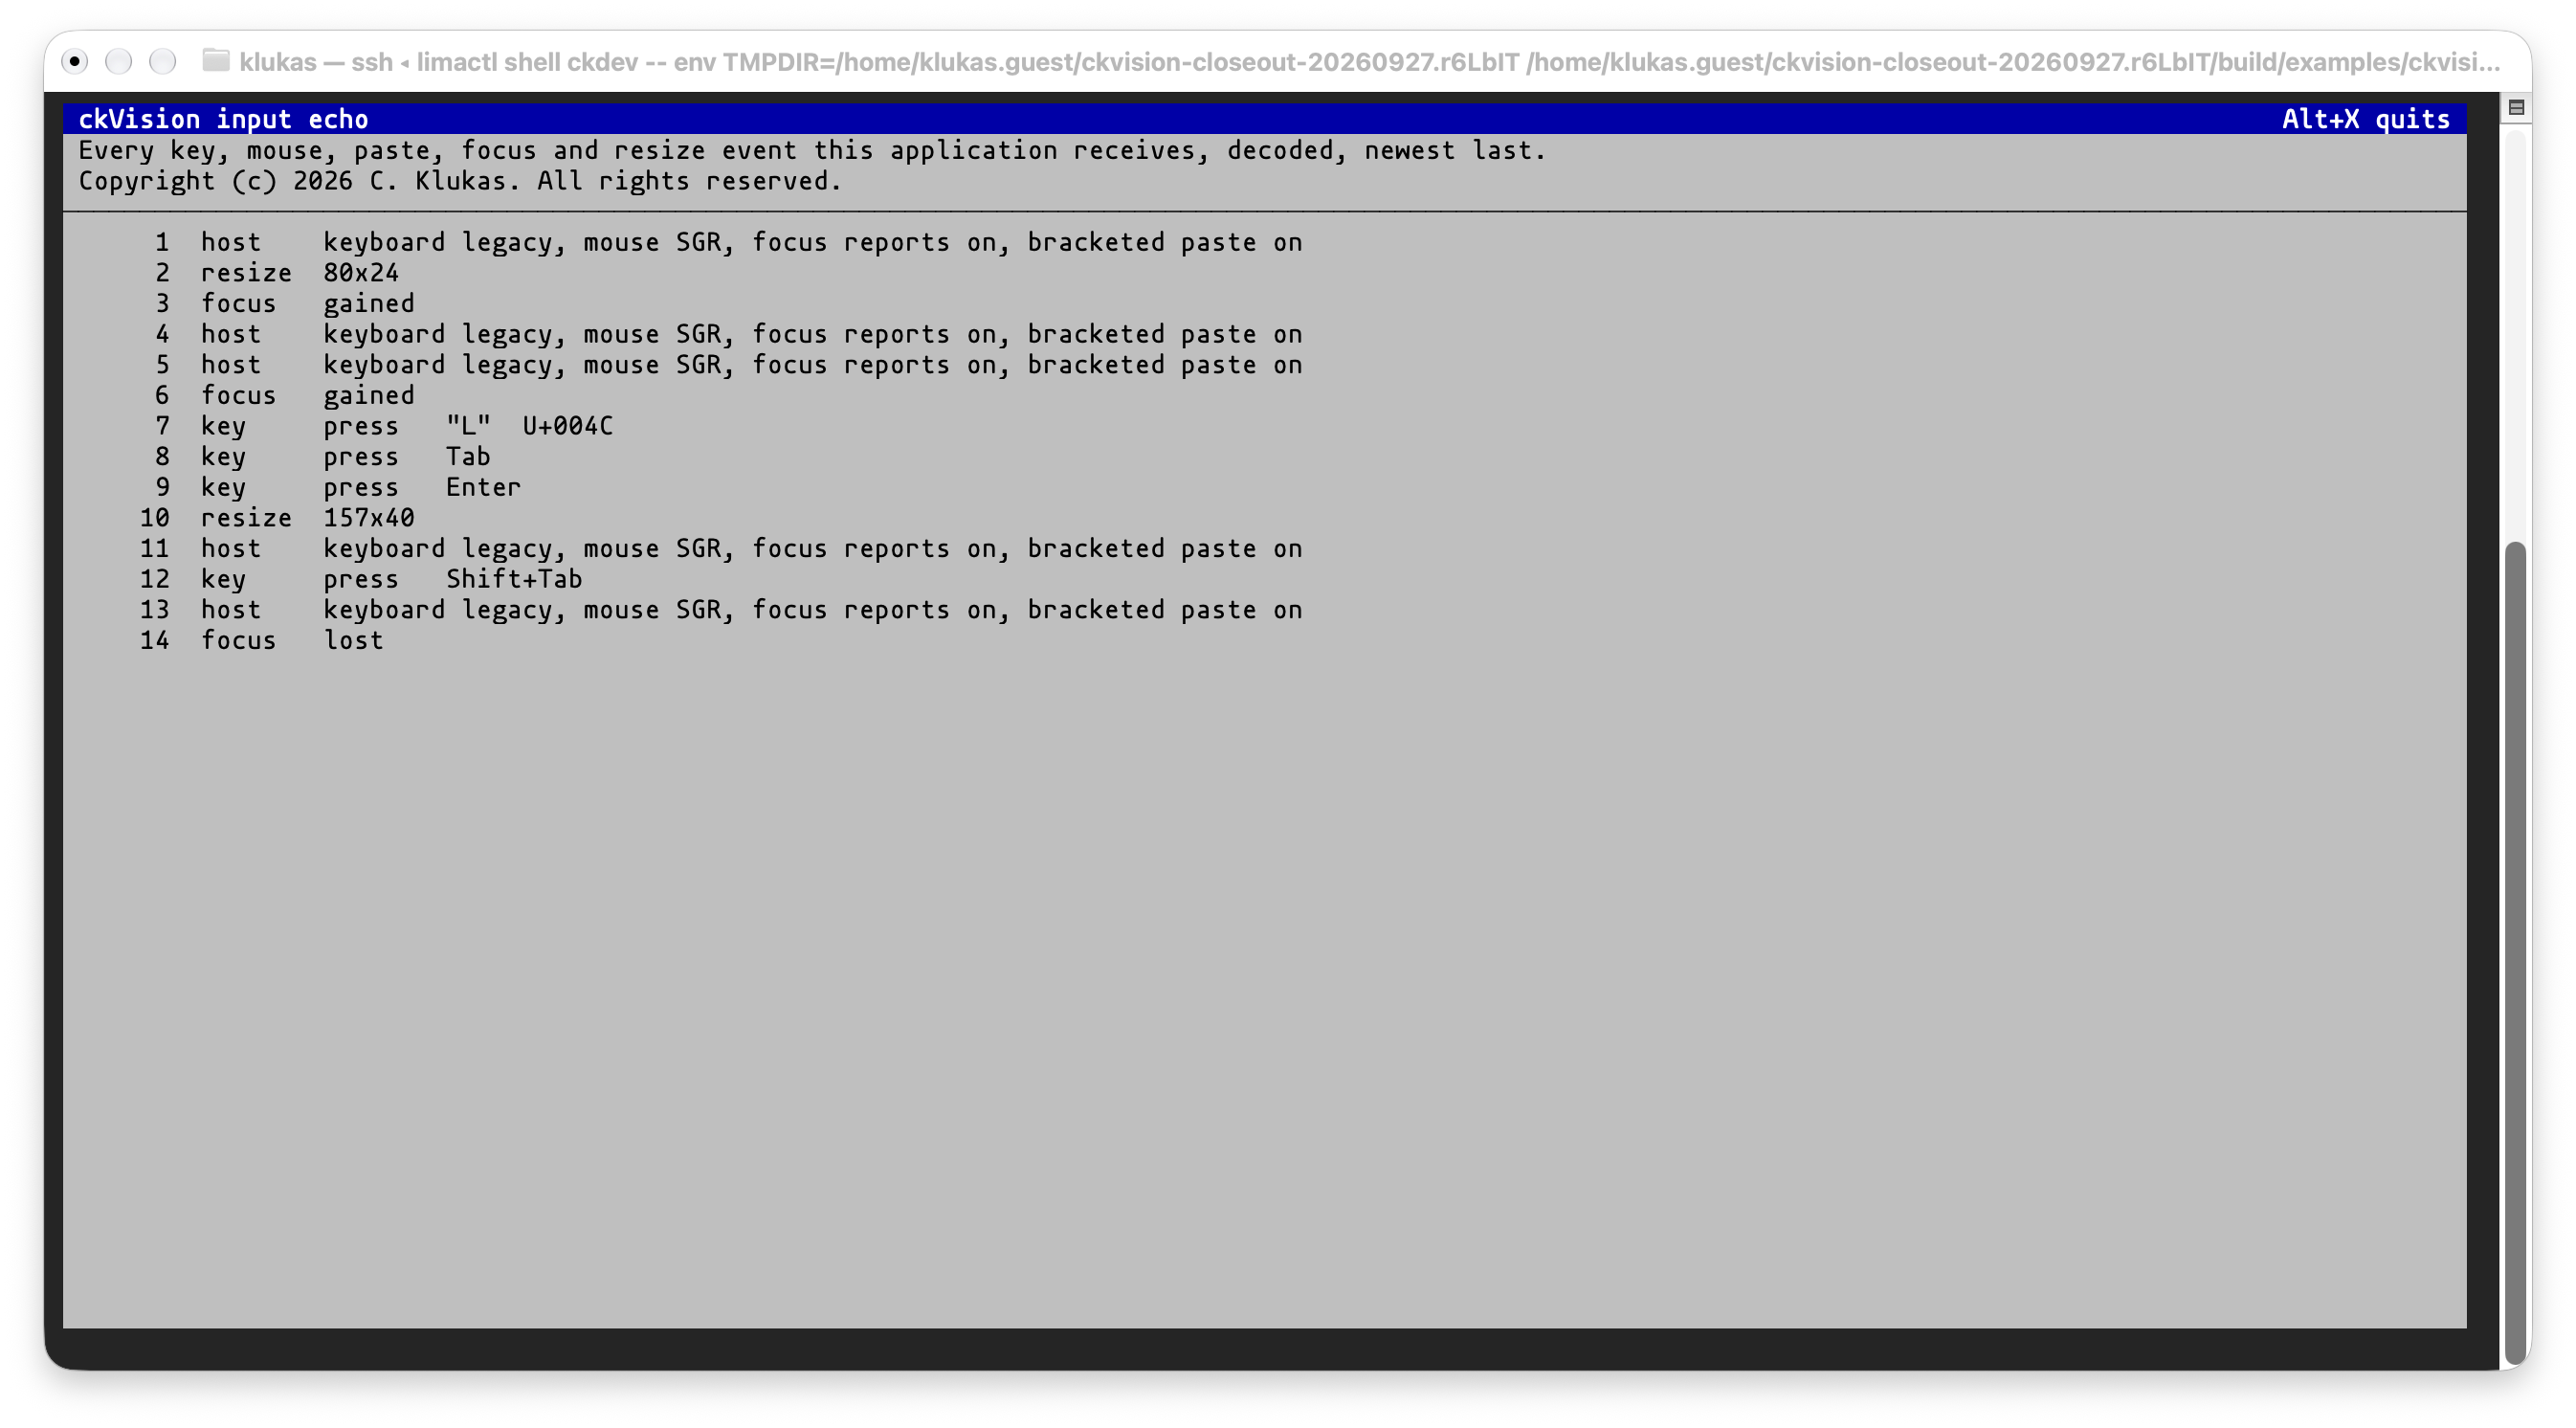 klukas — ssh ◂ limactl shell ckdev -- env TMPDIR=/home/klukas.guest/ckvision-closeout-20260927.r6LbIT /home/klukas.guest/ckvision-closeout-20260927.r6LbIT/build/examples/ckvisi...
ckVision input echo Alt+X quits
Every key, mouse, paste, focus and resize event this application receives, decoded, newest last.
Copyright (c) 2026 C. Klukas. All rights reserved.
1 host keyboard legacy, mouse SGR, focus reports on, bracketed paste on
2 resize 80x24
3 focus gained
4 host keyboard legacy, mouse SGR, focus reports on, bracketed paste on
5 host keyboard legacy, mouse SGR, focus reports on, bracketed paste on
6 focus gained
7 key press "L" U+004C
8 key press Tab
9 key press Enter
10 resize 157x40
11 host keyboard legacy, mouse SGR, focus reports on, bracketed paste on
12 key press Shift+Tab
13 host keyboard legacy, mouse SGR, focus reports on, bracketed paste on
14 focus lost